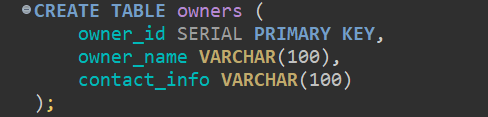 CREATE TABLE owners (
    owner_id SERIAL PRIMARY KEY,
    owner_name VARCHAR(100),
    contact_info VARCHAR(100)
);